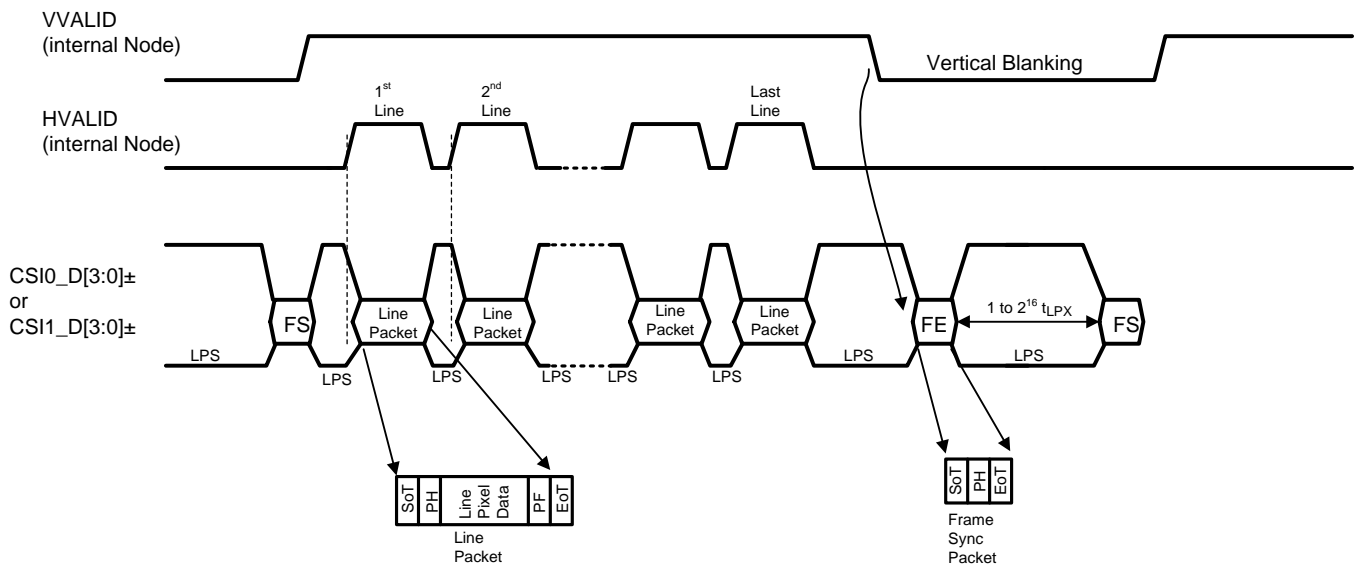 VVALID
(internal Node)
Vertical Blanking
1st
Line
2nd
Line
Last
Line
HVALID
(internal Node)
CSI0_D[3:0]±
or
CSI1_D[3:0]±
FS
Line
Packet
Line
Packet
Line
Packet
Line
Packet
FE
1 to 2^16 tLPX
FS
LPS
LPS
LPS
LPS
LPS
LPS
LPS
LPS
SoT
PH
Line
Pixel
Data
PF
EoT
Line
Packet
SoT
PH
EoT
Frame
Sync
Packet